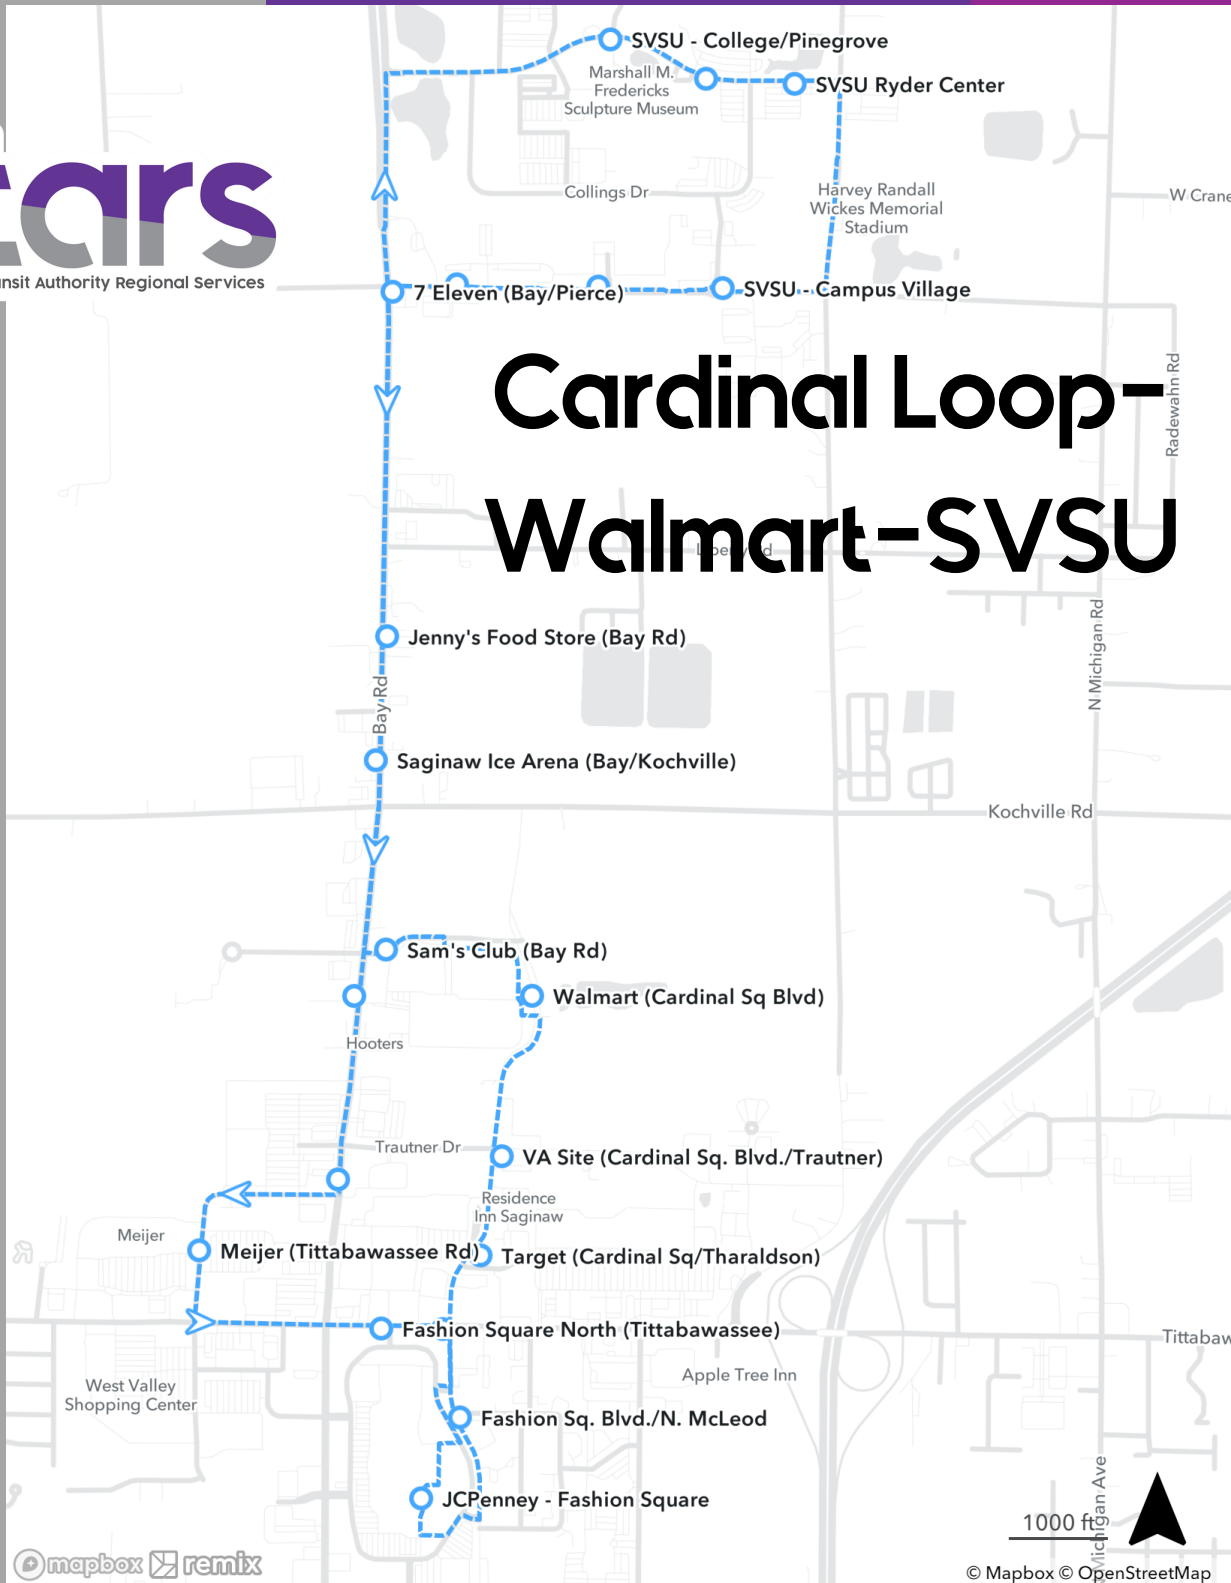 SVSU - College/Pinegrove
Marshall M.
Fredericks
Sculpture Museum
SVSU Ryder Center
Collings Dr
Harvey Randall
Wickes Memorial
Stadium
W Crane
cars
nsit Authority Regional Services
7 Eleven (Bay/Pierce)
SVSU - Campus Village
Cardinal Loop-
Walmart-SVSU
Radewahn Rd
Liberty Rd
N Michigan Rd
Jenny's Food Store (Bay Rd)
Bay Rd
Saginaw Ice Arena (Bay/Kochville)
Kochville Rd
Sam's Club (Bay Rd)
Walmart (Cardinal Sq Blvd)
Hooters
Trautner Dr
VA Site (Cardinal Sq. Blvd./Trautner)
Residence
Inn Saginaw
Meijer
Meijer (Tittabawassee Rd)
Target (Cardinal Sq/Tharaldson)
Fashion Square North (Tittabawassee)
Tittabaw
West Valley
Shopping Center
Apple Tree Inn
Fashion Sq. Blvd./N. McLeod
JCPenney - Fashion Square
Michigan Ave
1000 ft
mapbox remix
© Mapbox © OpenStreetMap